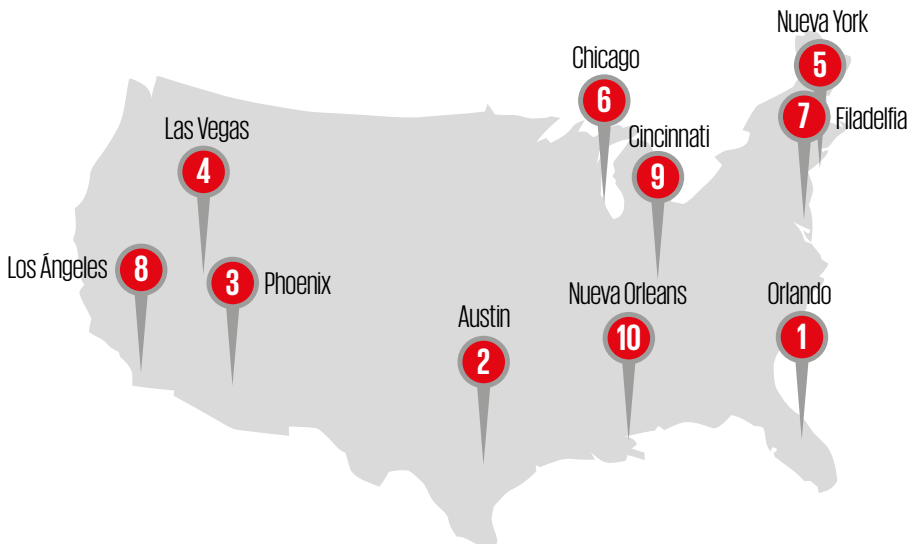 Nueva York
5
Chicago
6
7
Filadelfia
Las Vegas
4
Cincinnati
9
Los Ángeles
8
3
Phoenix
Austin
2
Nueva Orleans
10
Orlando
1